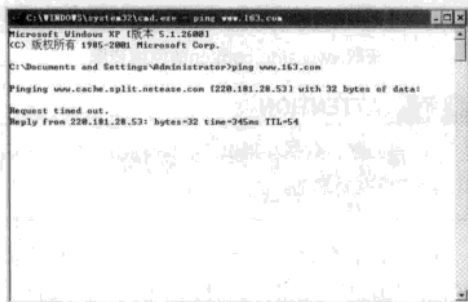 C:\WINDOWS\system32\cmd.exe - ping www.163.com
Microsoft Windows XP [版本 5.1.2600]
(C) 版权所有 1985-2001 Microsoft Corp.
C:\Documents and Settings\Administrator>ping www.163.com
Pinging www.cache.split.netease.com [220.181.28.53] with 32 bytes of data:
Request timed out.
Reply from 220.181.28.53: bytes=32 time=345ms TTL=54